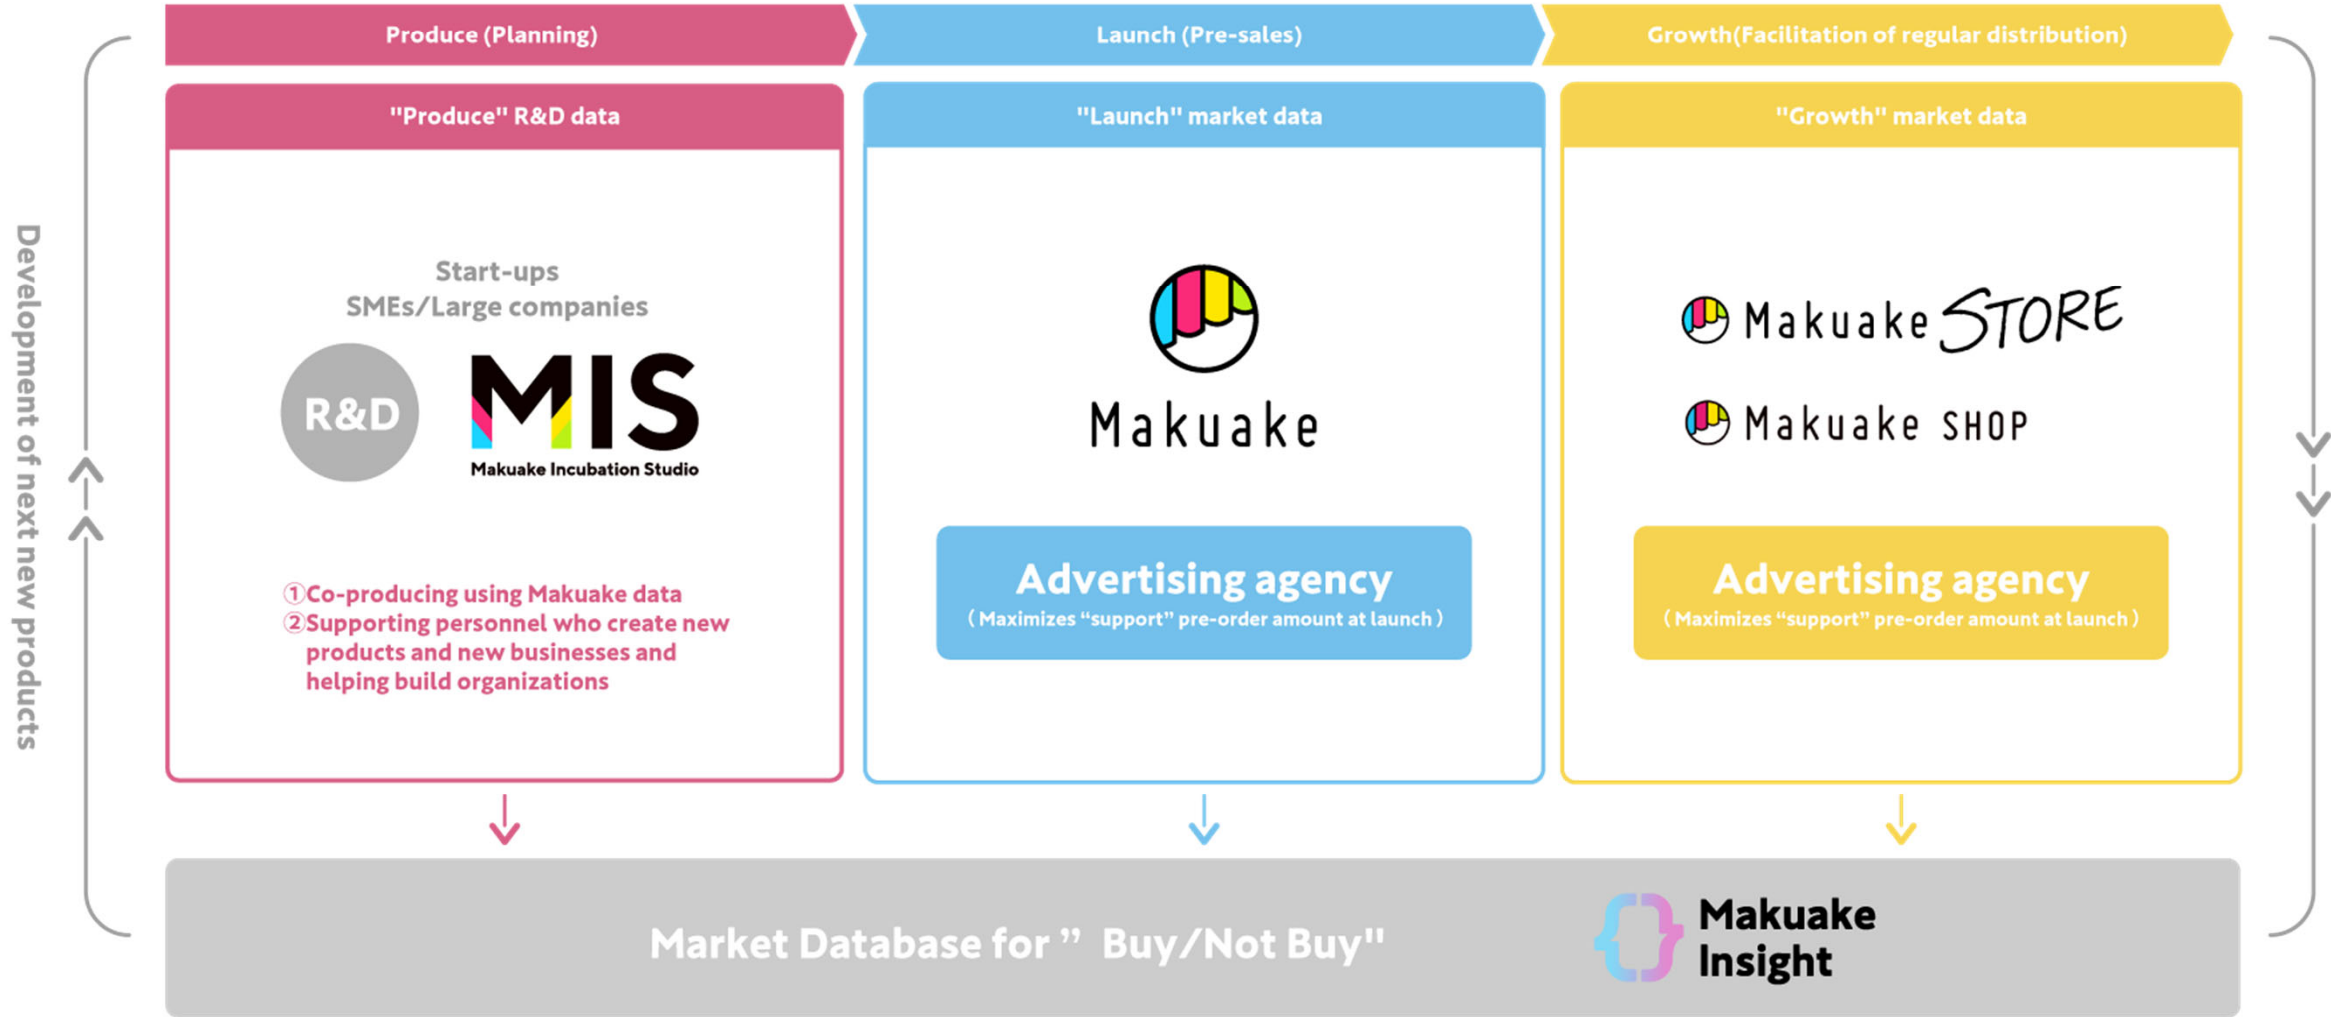 Produce (Planning)
Launch (Pre-sales)
Growth(Facilitation of regular distribution)
Development of next new products
"Produce" R&D data
Start-ups
SMEs/Large companies
R&D
MIS
Makuake Incubation Studio
①Co-producing using Makuake data
②Supporting personnel who create new
products and new businesses and
helping build organizations
"Launch" market data
Makuake
Advertising agency
(Maximizes “support” pre-order amount at launch)
"Growth" market data
Makuake STORE
Makuake SHOP
Advertising agency
(Maximizes “support” pre-order amount at launch)
Market Database for ” Buy/Not Buy"
Makuake
Insight